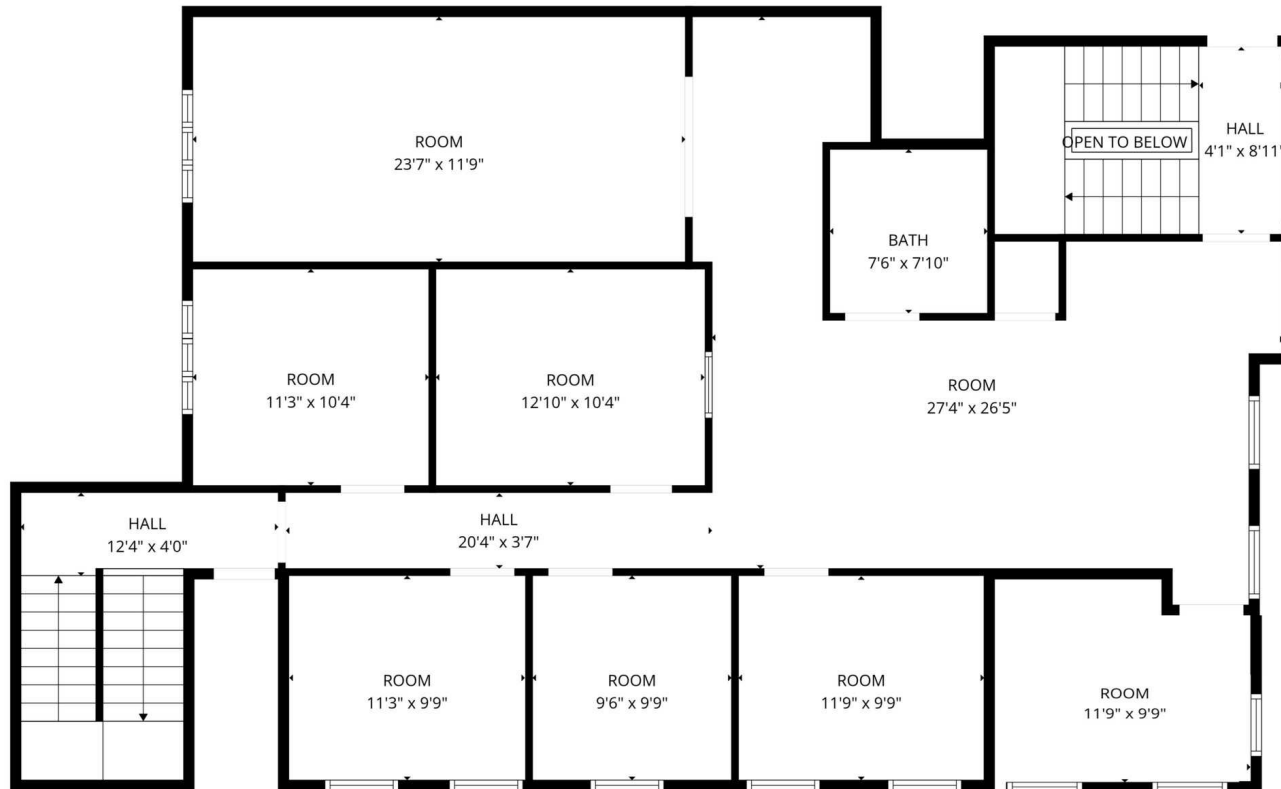 ROOM
23'7" x 11'9"
OPEN TO BELOW
HALL
4'1" x 8'11"
BATH
7'6" x 7'10"
ROOM
11'3" x 10'4"
ROOM
12'10" x 10'4"
ROOM
27'4" x 26'5"
HALL
12'4" x 4'0"
HALL
20'4" x 3'7"
ROOM
11'3" x 9'9"
ROOM
9'6" x 9'9"
ROOM
11'9" x 9'9"
ROOM
11'9" x 9'9"